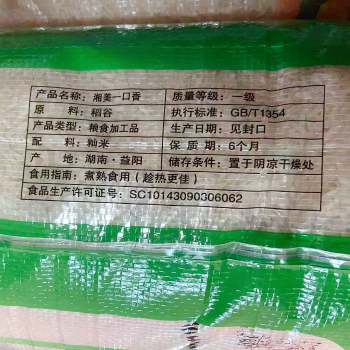 产品名称：湘美一口香 质量等级：一级
原 料：稻谷 执行标准：GB/T1354
产品类型：粮食加工品 生产日期：见封口
配 料：籼米 保 质 期：6个月
产 地：湖南·益阳 储存条件：置于阴凉干燥处
食用指南：煮熟食用（趁热更佳）
食品生产许可证号：SC10143090306062